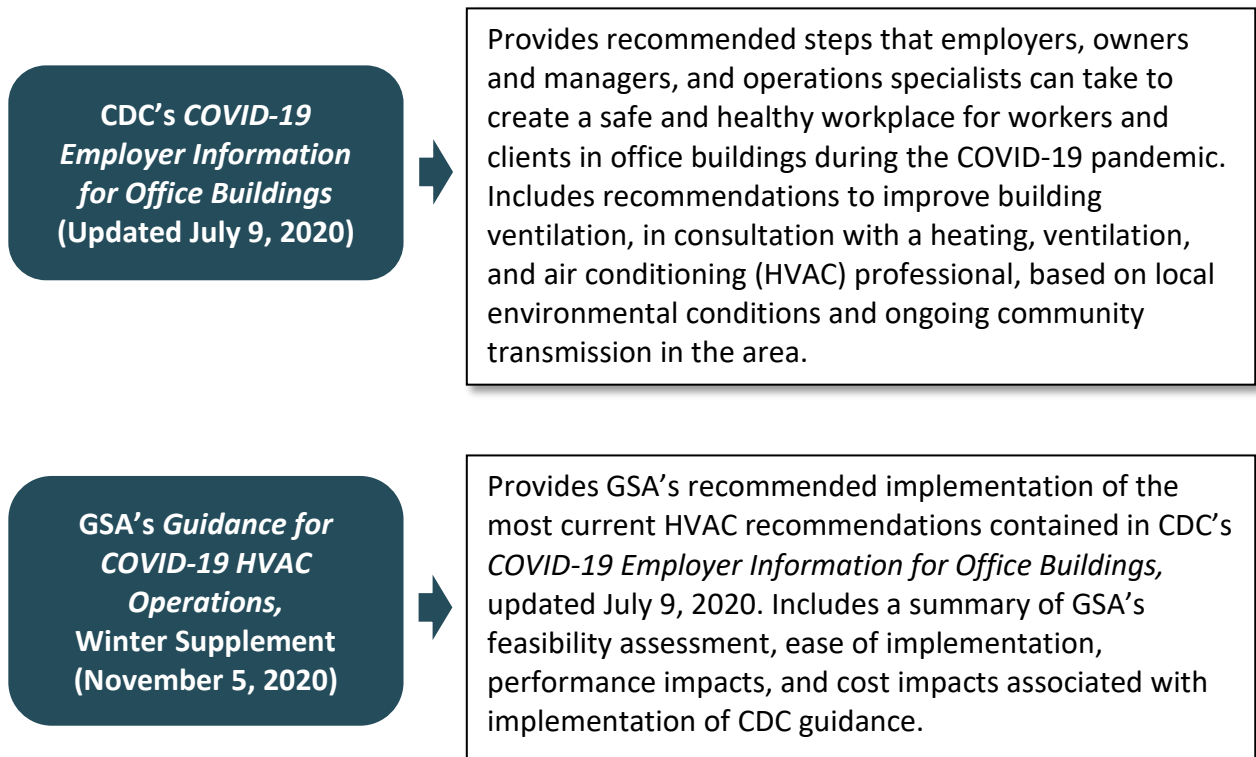 CDC’s COVID-19
Employer Information
for Office Buildings
(Updated July 9, 2020)
Provides recommended steps that employers, owners
and managers, and operations specialists can take to
create a safe and healthy workplace for workers and
clients in office buildings during the COVID-19 pandemic.
Includes recommendations to improve building
ventilation, in consultation with a heating, ventilation,
and air conditioning (HVAC) professional, based on local
environmental conditions and ongoing community
transmission in the area.
GSA’s Guidance for
COVID-19 HVAC
Operations,
Winter Supplement
(November 5, 2020)
Provides GSA’s recommended implementation of the
most current HVAC recommendations contained in CDC’s
COVID-19 Employer Information for Office Buildings,
updated July 9, 2020. Includes a summary of GSA’s
feasibility assessment, ease of implementation,
performance impacts, and cost impacts associated with
implementation of CDC guidance.